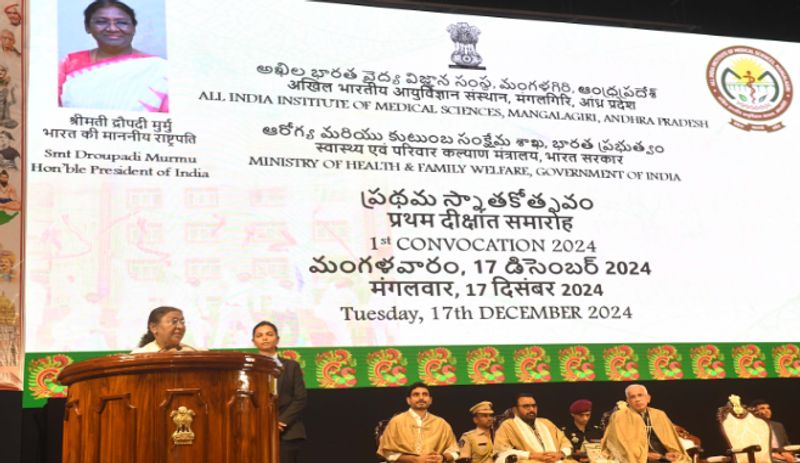 श्रीमती द्रौपदी मुर्मु
भारत की माननीय राष्ट्रपति
Smt Droupadi Murmu
Hon'ble President of India
అఖిల భారత వైద్య విజ్ఞాన సంస్థ, మంగళగిరి, ఆంధ్రప్రదేశ్
अखिल भारतीय आयुर्विज्ञान संस्थान, मंगलगिरि, आंध्र प्रदेश
ALL INDIA INSTITUTE OF MEDICAL SCIENCES, MANGALAGIRI, ANDHRA PRADESH
ఆరోగ్య మరియు కుటుంబ సంక్షేమ శాఖ, భారత ప్రభుత్వం
स्वास्थ्य एवं परिवार कल्याण मंत्रालय, भारत सरकार
MINISTRY OF HEALTH & FAMILY WELFARE, GOVERNMENT OF INDIA
ప్రథమ స్నాతకోత్సవం
प्रथम दीक्षांत समारोह
1st CONVOCATION 2024
మంగళవారం, 17 డిసెంబర్ 2024
मंगलवार, 17 दिसंबर 2024
Tuesday, 17th DECEMBER 2024